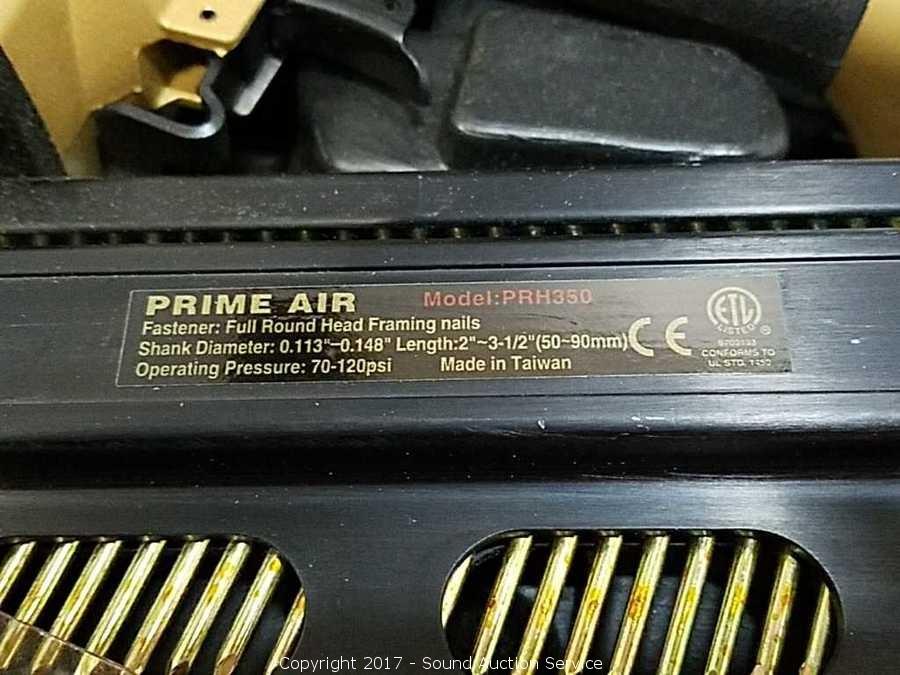 PRIME AIR Model:PRH350
Fastener: Full Round Head Framing nails
Shank Diameter: 0.113"–0.148" Length:2"~3-1/2"(50~90mm) CE
Operating Pressure: 70-120psi Made in Taiwan
ETL
LISTED
CONFORMS TO
UL STD.
Copyright 2017 - Sound Auction Service